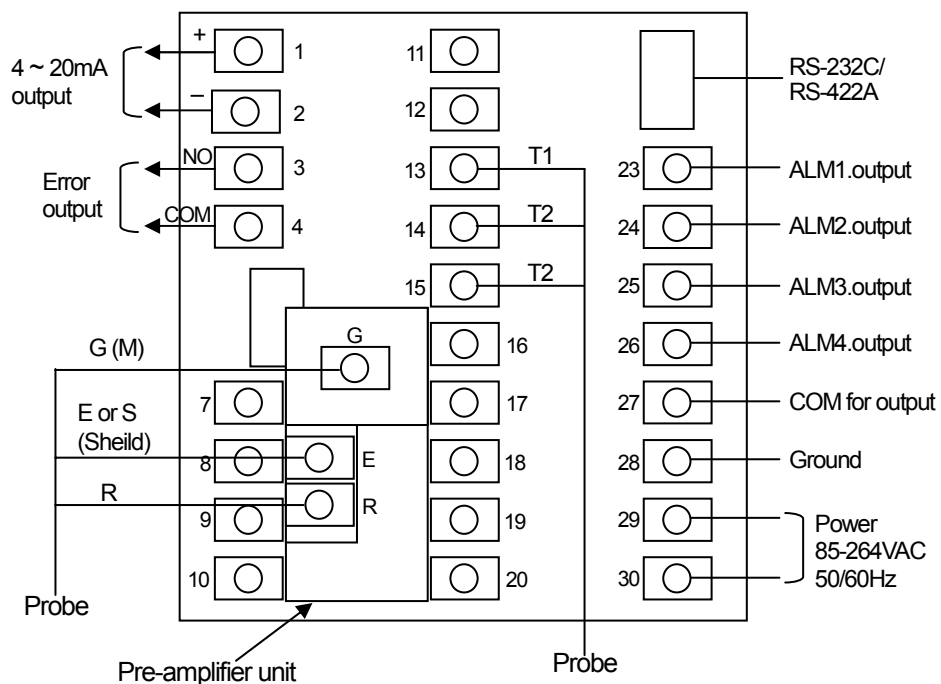 4 ~ 20mA
output
+
1
–
2
NO
3
Error
output
COM
4
11
12
13
T1
14
T2
15
T2
16
17
18
19
20
RS-232C/
RS-422A
23
ALM1.output
24
ALM2.output
25
ALM3.output
26
ALM4.output
27
COM for output
28
Ground
29
30
Power
85-264VAC
50/60Hz
G (M)
G
7
E or S
(Sheild)
8
E
R
9
R
10
Probe
Pre-amplifier unit
Probe